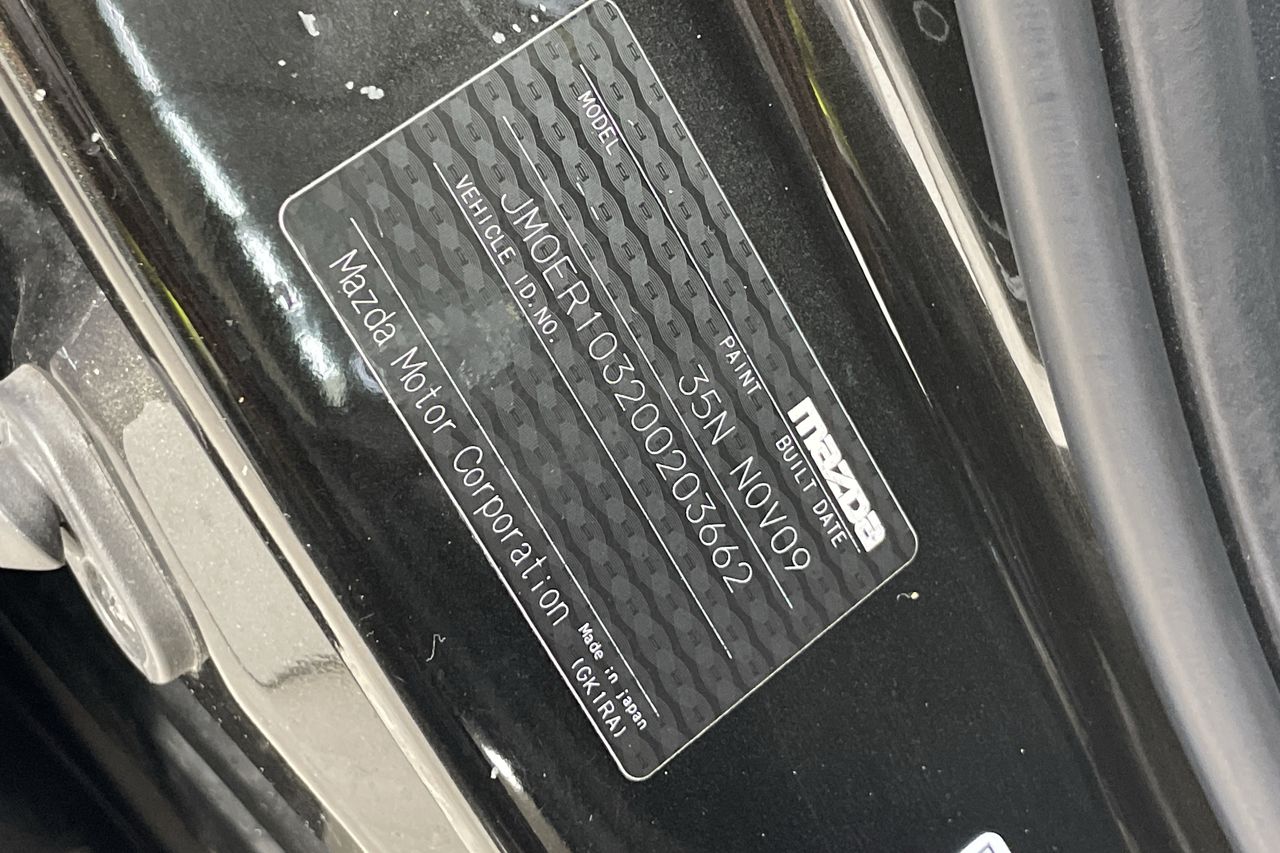 mazda
MODEL PAINT BUILT DATE
35N NOV09
JM0ER103200203662
VEHICLE ID.NO.
Mazda Motor Corporation Made in japan
(GK1RA)